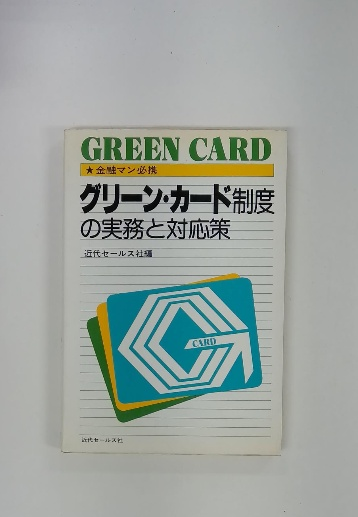 GREEN CARD
★金融マン必携
グリーン・カード制度
の実務と対応策
近代セールス社編
CARD
近代セールス社